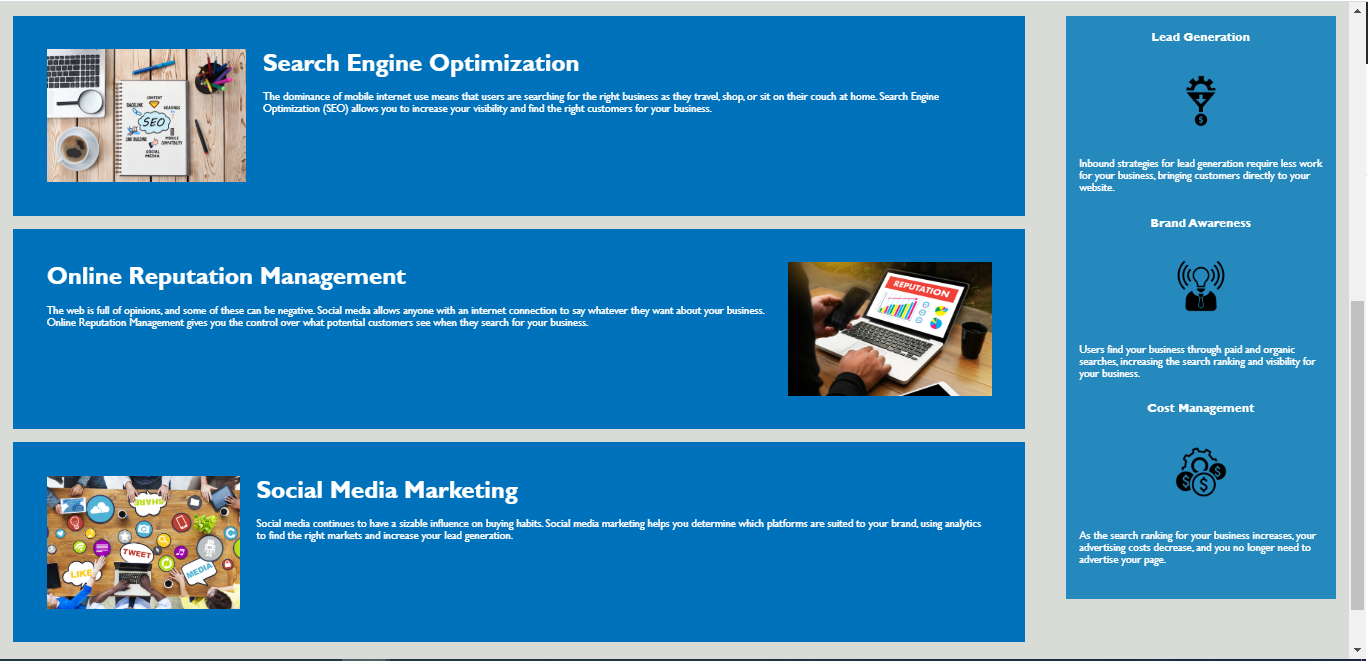 Search Engine Optimization
The dominance of mobile internet use means that users are searching for the right business as they travel, shop, or sit on their couch at home. Search Engine
Optimization (SEO) allows you to increase your visibility and find the right customers for your business.
CONTENT
BACKLINK
KEYWORDS
SEO
LINK BUILDING
MOBILE
COMPATIBILITY
SOCIAL
MEDIA
Online Reputation Management
The web is full of opinions, and some of these can be negative. Social media allows anyone with an internet connection to say whatever they want about your business.
Online Reputation Management gives you the control over what potential customers see when they search for your business.
REPUTATION
Social Media Marketing
Social media continues to have a sizable influence on buying habits. Social media marketing helps you determine which platforms are suited to your brand, using analytics
to find the right markets and increase your lead generation.
SHARE
TWEET
LIKE
MEDIA
Lead Generation
$
Inbound strategies for lead generation require less work
for your business, bringing customers directly to your
website.
Brand Awareness
Users find your business through paid and organic
searches, increasing the search ranking and visibility for
your business.
Cost Management
$
$
$
As the search ranking for your business increases, your
advertising costs decrease, and you no longer need to
advertise your page.